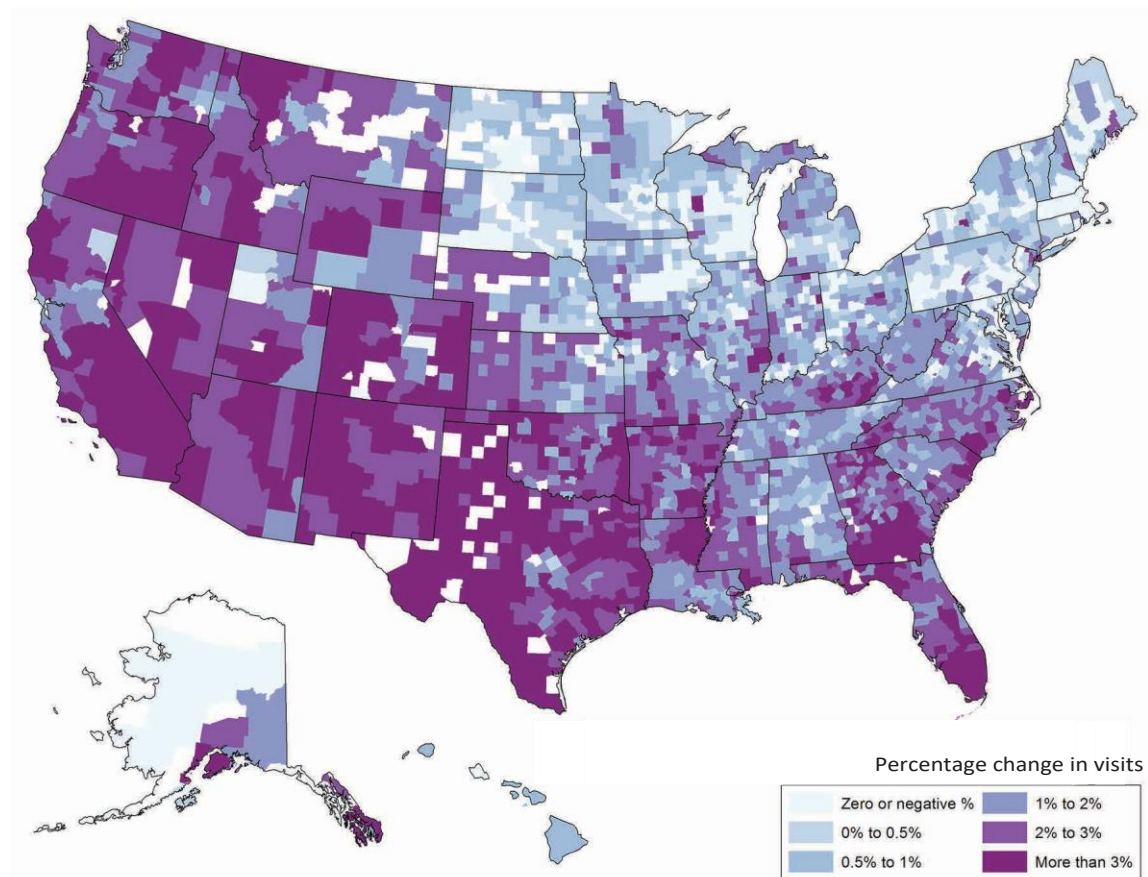 Percentage change in visits
Zero or negative %
1% to 2%
0% to 0.5%
2% to 3%
0.5% to 1%
More than 3%